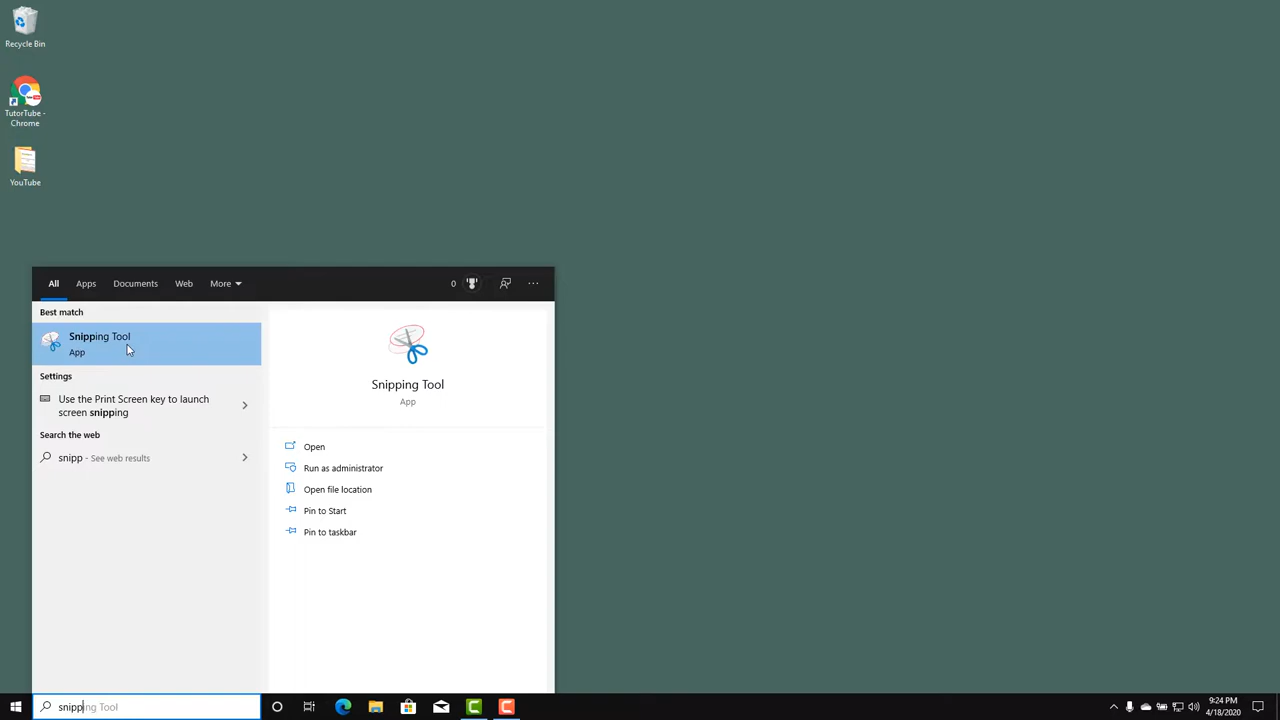 Recycle Bin
TutorTube -
Chrome
YouTube
All Apps Documents Web More 0 ...
Best match
Snipping Tool
App
Settings
Use the Print Screen key to launch
screen snipping
Search the web
snipp - See web results
Snipping Tool
App
Open
Run as administrator
Open file location
Pin to Start
Pin to taskbar
snipping Tool
9:24 PM
4/18/2020